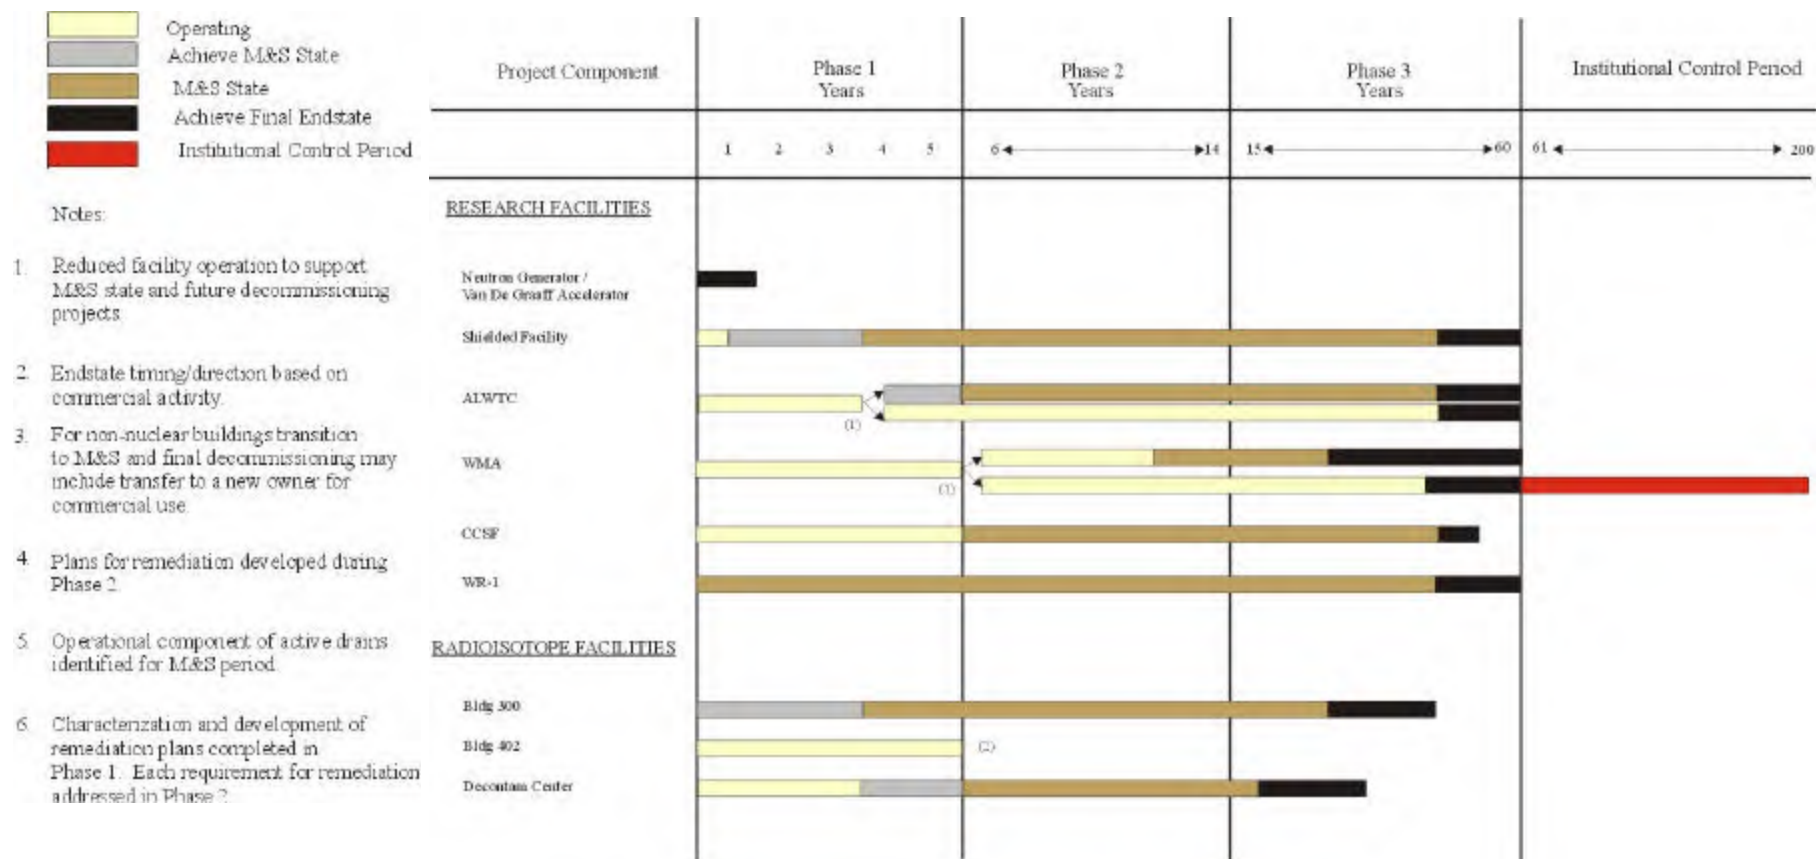 Operating
Achieve M&S State
M&S State
Achieve Final Endstate
Institutional Control Period
Notes:
1. Reduced facility operation to support
M&S state and future decommissioning
projects
2. Endstate timing/direction based on
commercial activity.
3. For non-nuclear buildings transition
to M&S and final decommissioning may
include transfer to a new owner for
commercial use
4. Plans for remediation developed during
Phase 2
5. Operational component of active drains
identified for M&S period
6. Characterization and development of
remediation plans completed in
Phase 1. Each requirement for remediation
addressed in Phase 2
Project Component
Phase 1
Years
Phase 2
Years
Phase 3
Years
Institutional Control Period
1 2 3 4 5 6 14 15 60 61 200
RESEARCH FACILITIES
Neutron Generator /
Van De Graaff Accelerator
Shielded Facility
ALWTC
(1)
WMA
(1)
CCSF
WR-1
RADIOISOTOPE FACILITIES
Bldg 300
Bldg 402
(2)
Decontam Center